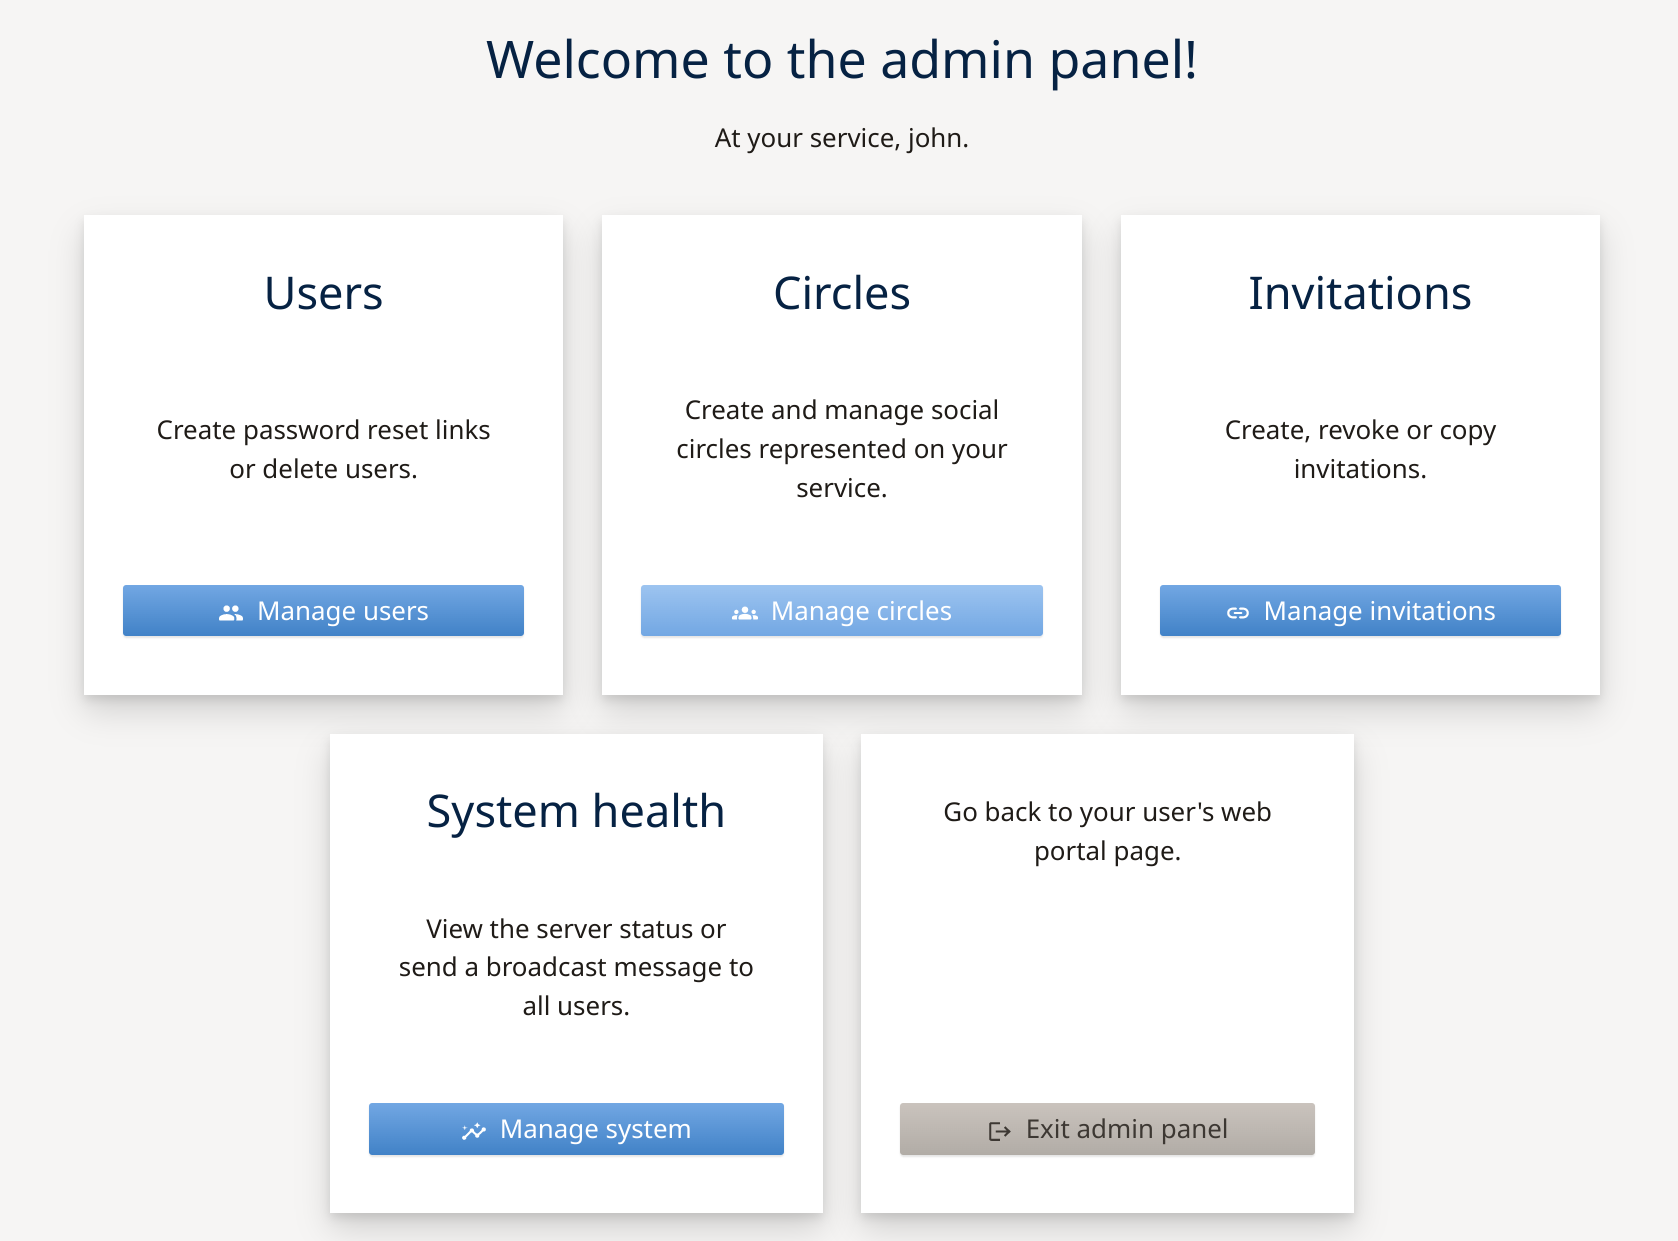 Welcome to the admin panel!
At your service, john.
Users
Create password reset links
or delete users.
Manage users
Circles
Create and manage social
circles represented on your
service.
Manage circles
Invitations
Create, revoke or copy
invitations.
Manage invitations
System health
View the server status or
send a broadcast message to
all users.
Manage system
Go back to your user's web
portal page.
Exit admin panel